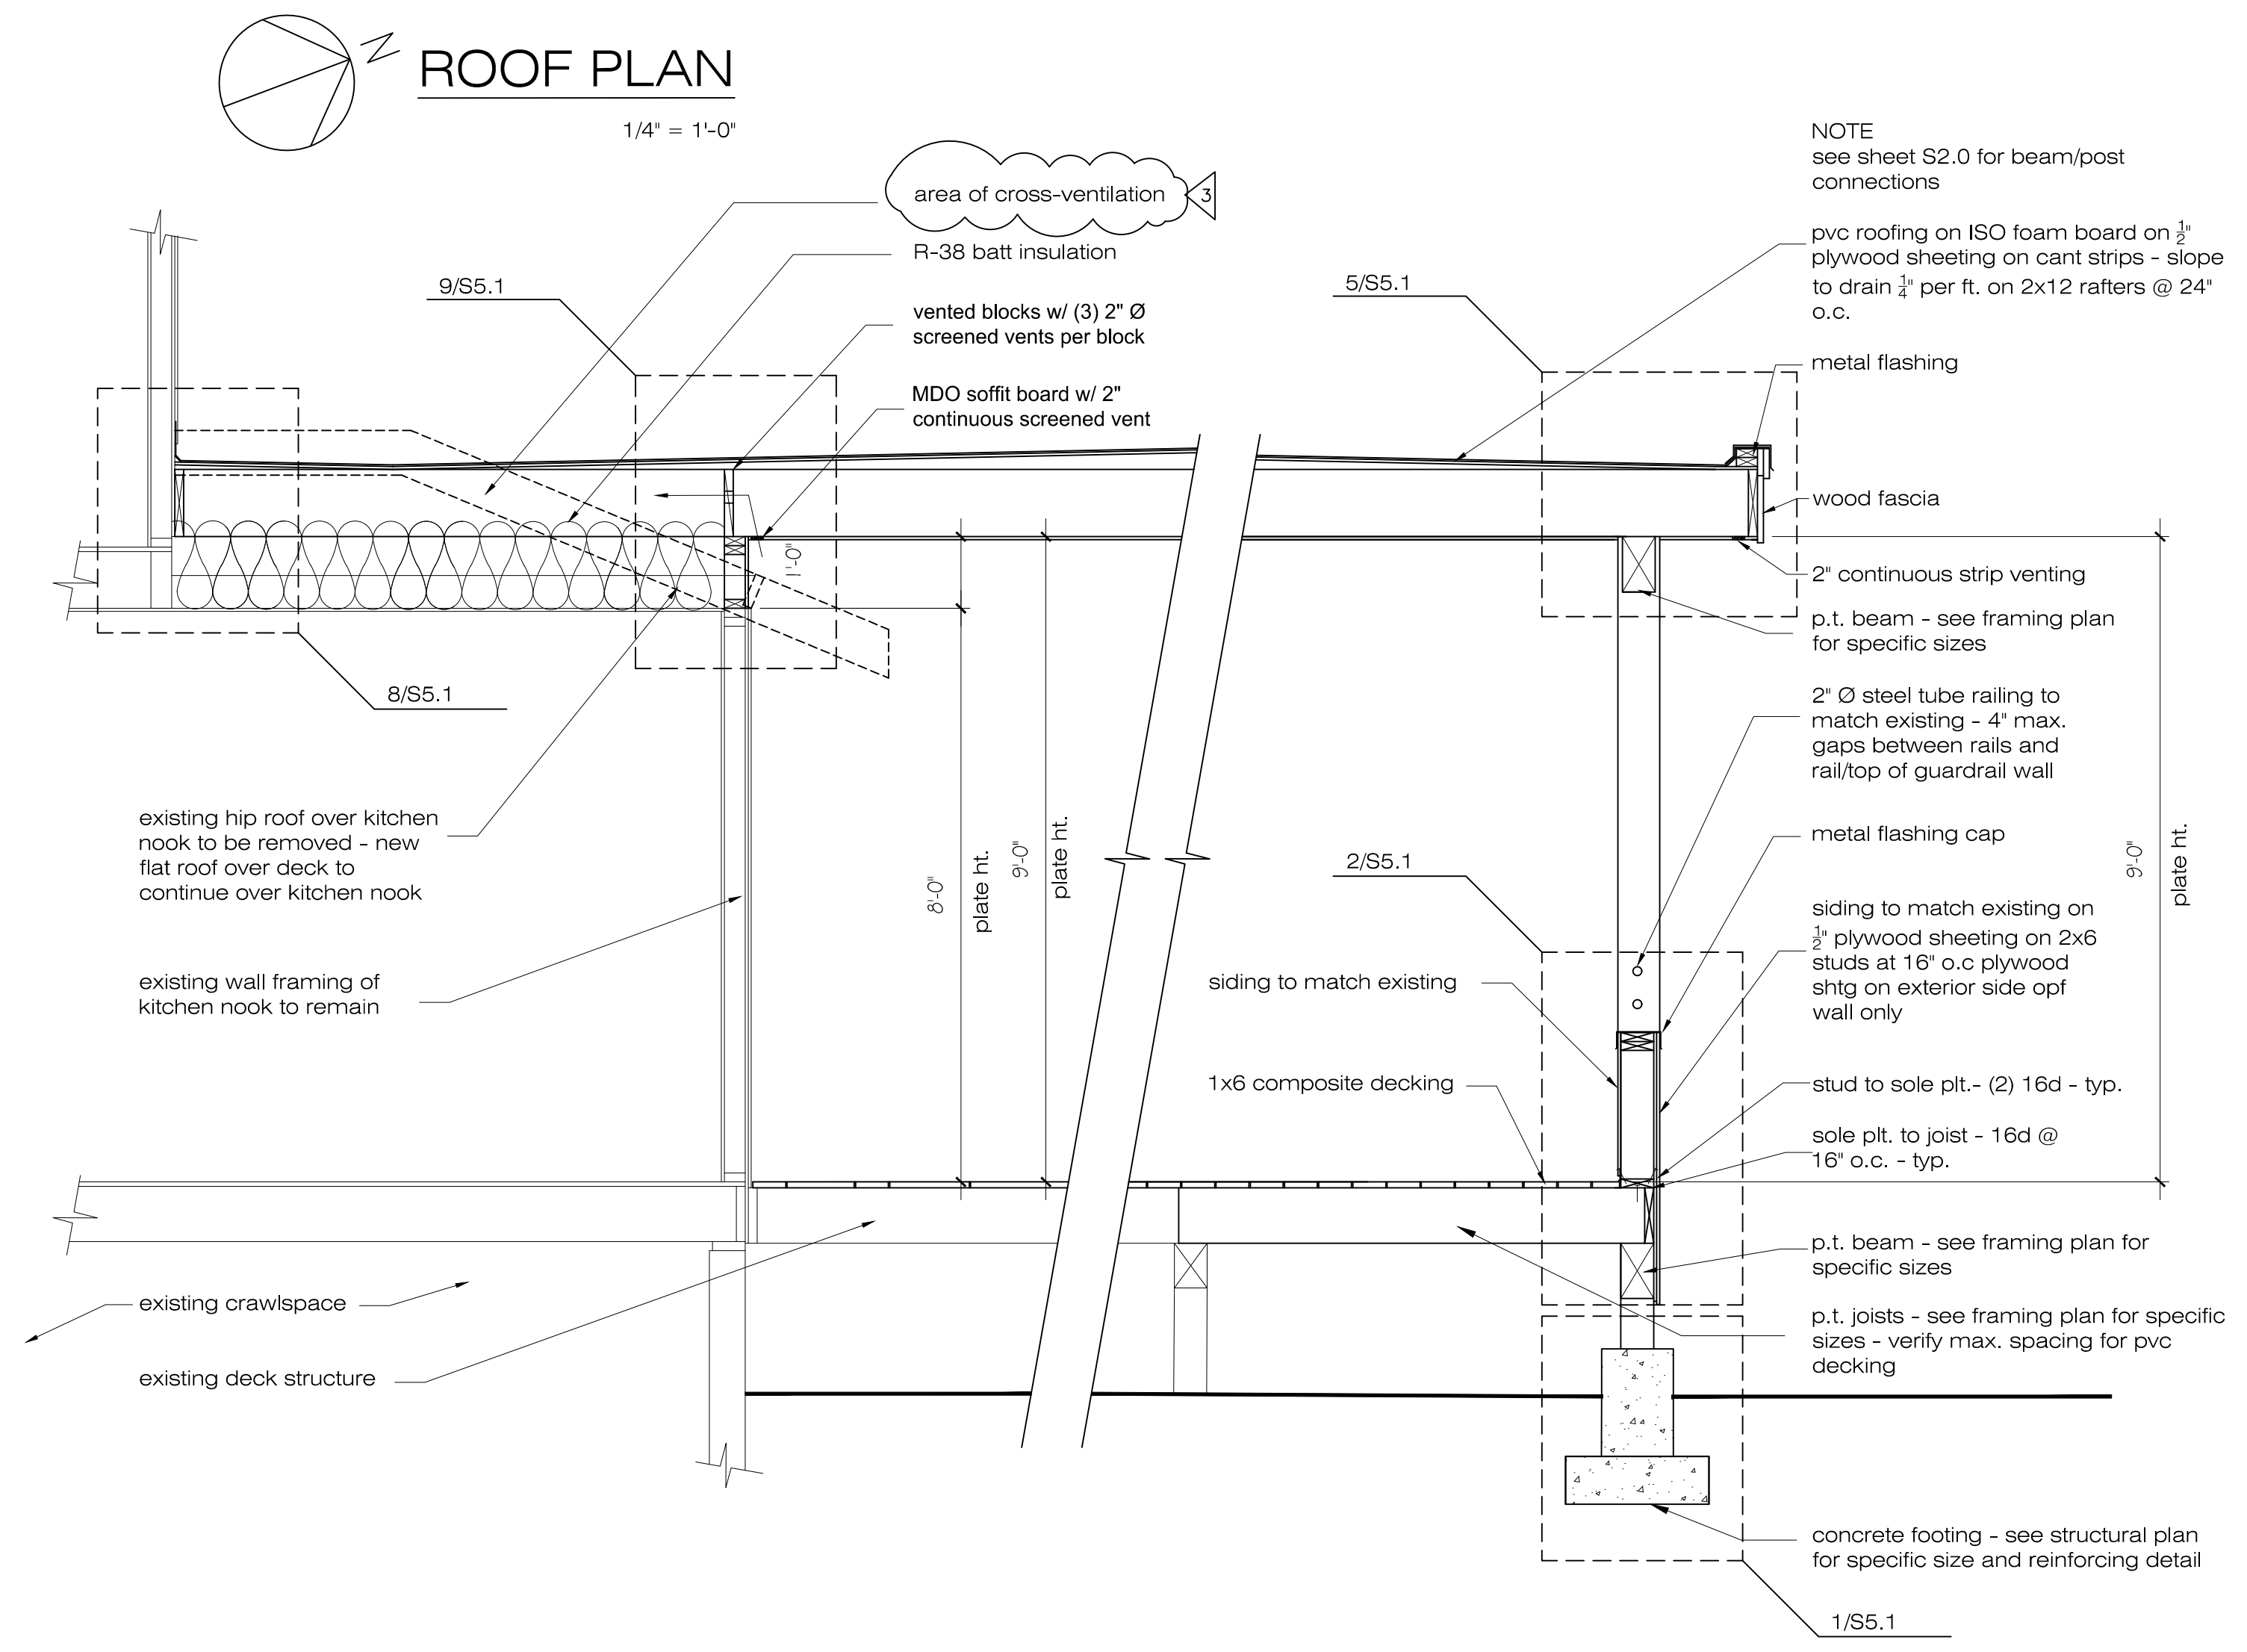 N
ROOF PLAN
1/4" = 1'-0"
area of cross-ventilation
3
R-38 batt insulation
vented blocks w/ (3) 2" Ø
screened vents per block
MDO soffit board w/ 2"
continuous screened vent
9/S5.1
8/S5.1
5/S5.1
NOTE
see sheet S2.0 for beam/post
connections
pvc roofing on ISO foam board on 1/2"
plywood sheeting on cant strips - slope
to drain 1/4" per ft. on 2x12 rafters @ 24"
o.c.
metal flashing
wood fascia
2" continuous strip venting
p.t. beam - see framing plan
for specific sizes
2" Ø steel tube railing to
match existing - 4" max.
gaps between rails and
rail/top of guardrail wall
metal flashing cap
siding to match existing on
1/2" plywood sheeting on 2x6
studs at 16" o.c plywood
shtg on exterior side opf
wall only
stud to sole plt.- (2) 16d - typ.
sole plt. to joist - 16d @
16" o.c. - typ.
p.t. beam - see framing plan for
specific sizes
p.t. joists - see framing plan for specific
sizes - verify max. spacing for pvc
decking
concrete footing - see structural plan
for specific size and reinforcing detail
1/S5.1
2/S5.1
siding to match existing
1x6 composite decking
1'-0"
8'-0"
plate ht.
9'-0"
plate ht.
9'-0"
plate ht.
existing hip roof over kitchen
nook to be removed - new
flat roof over deck to
continue over kitchen nook
existing wall framing of
kitchen nook to remain
existing crawlspace
existing deck structure